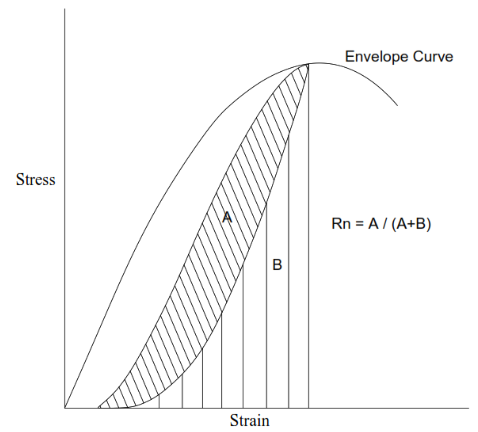 Envelope Curve
Stress
A
Rn = A / (A+B)
B
Strain